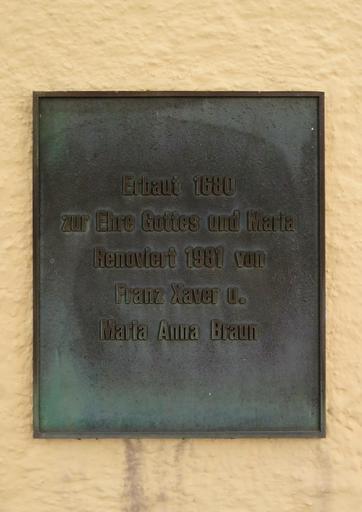 Erbaut 1680
zur Ehre Gottes und Maria
Renoviert 1981 von
Franz Xaver u.
Maria Anna Braun